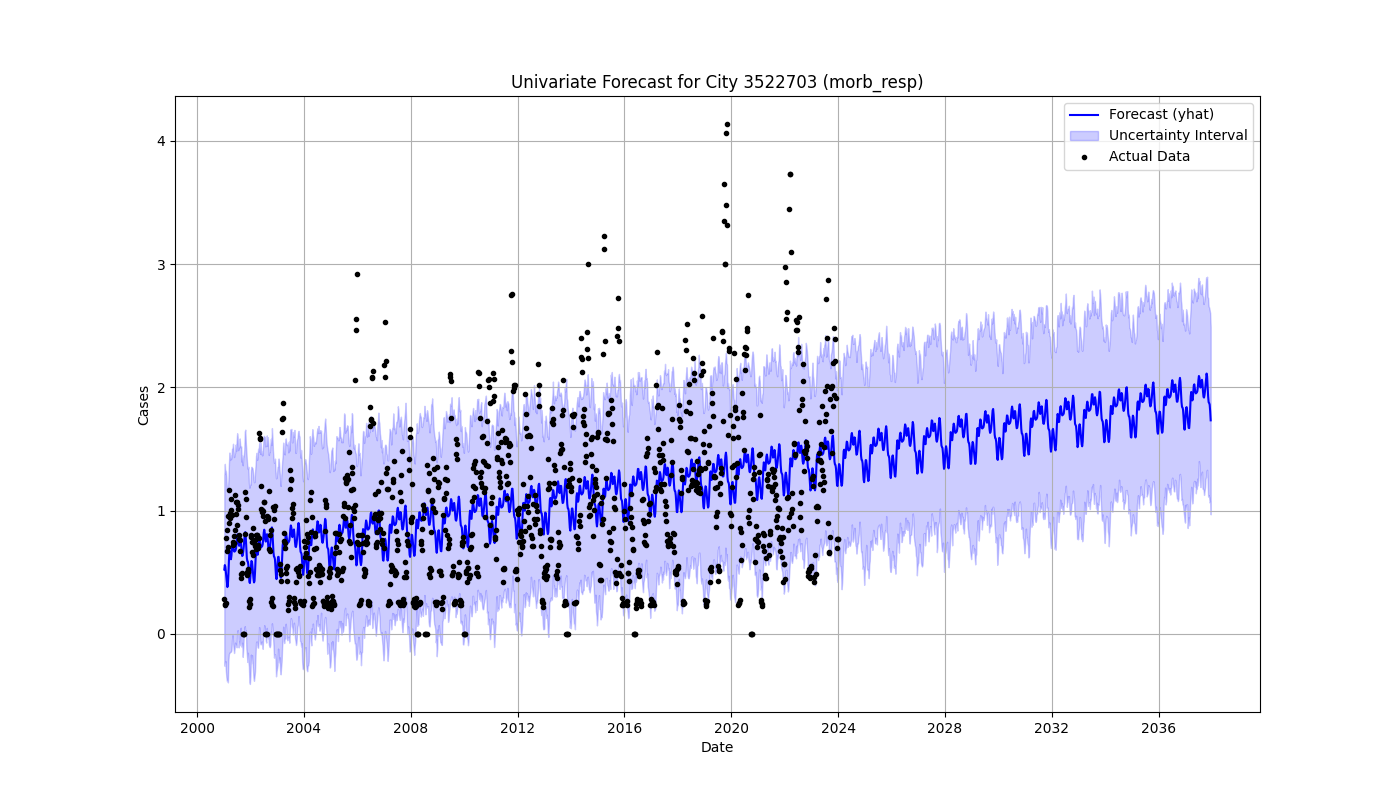 Univariate Forecast for City 3522703 (morb_resp)
Forecast (yhat)
Uncertainty Interval
Actual Data
Cases
4
3
2
1
0
2000 2004 2008 2012 2016 2020 2024 2028 2032 2036
Date